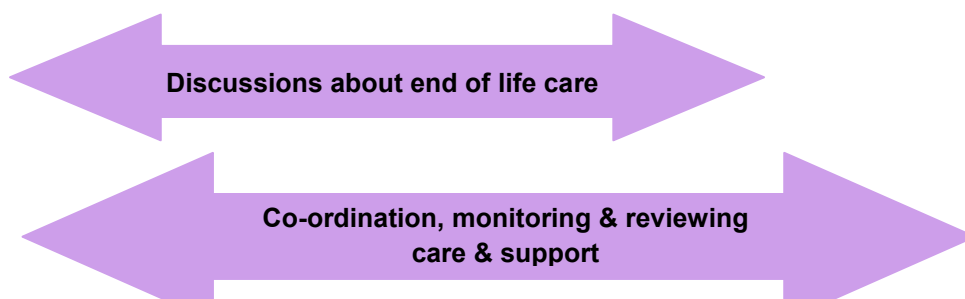 Discussions about end of life care
Co-ordination, monitoring & reviewing
care & support